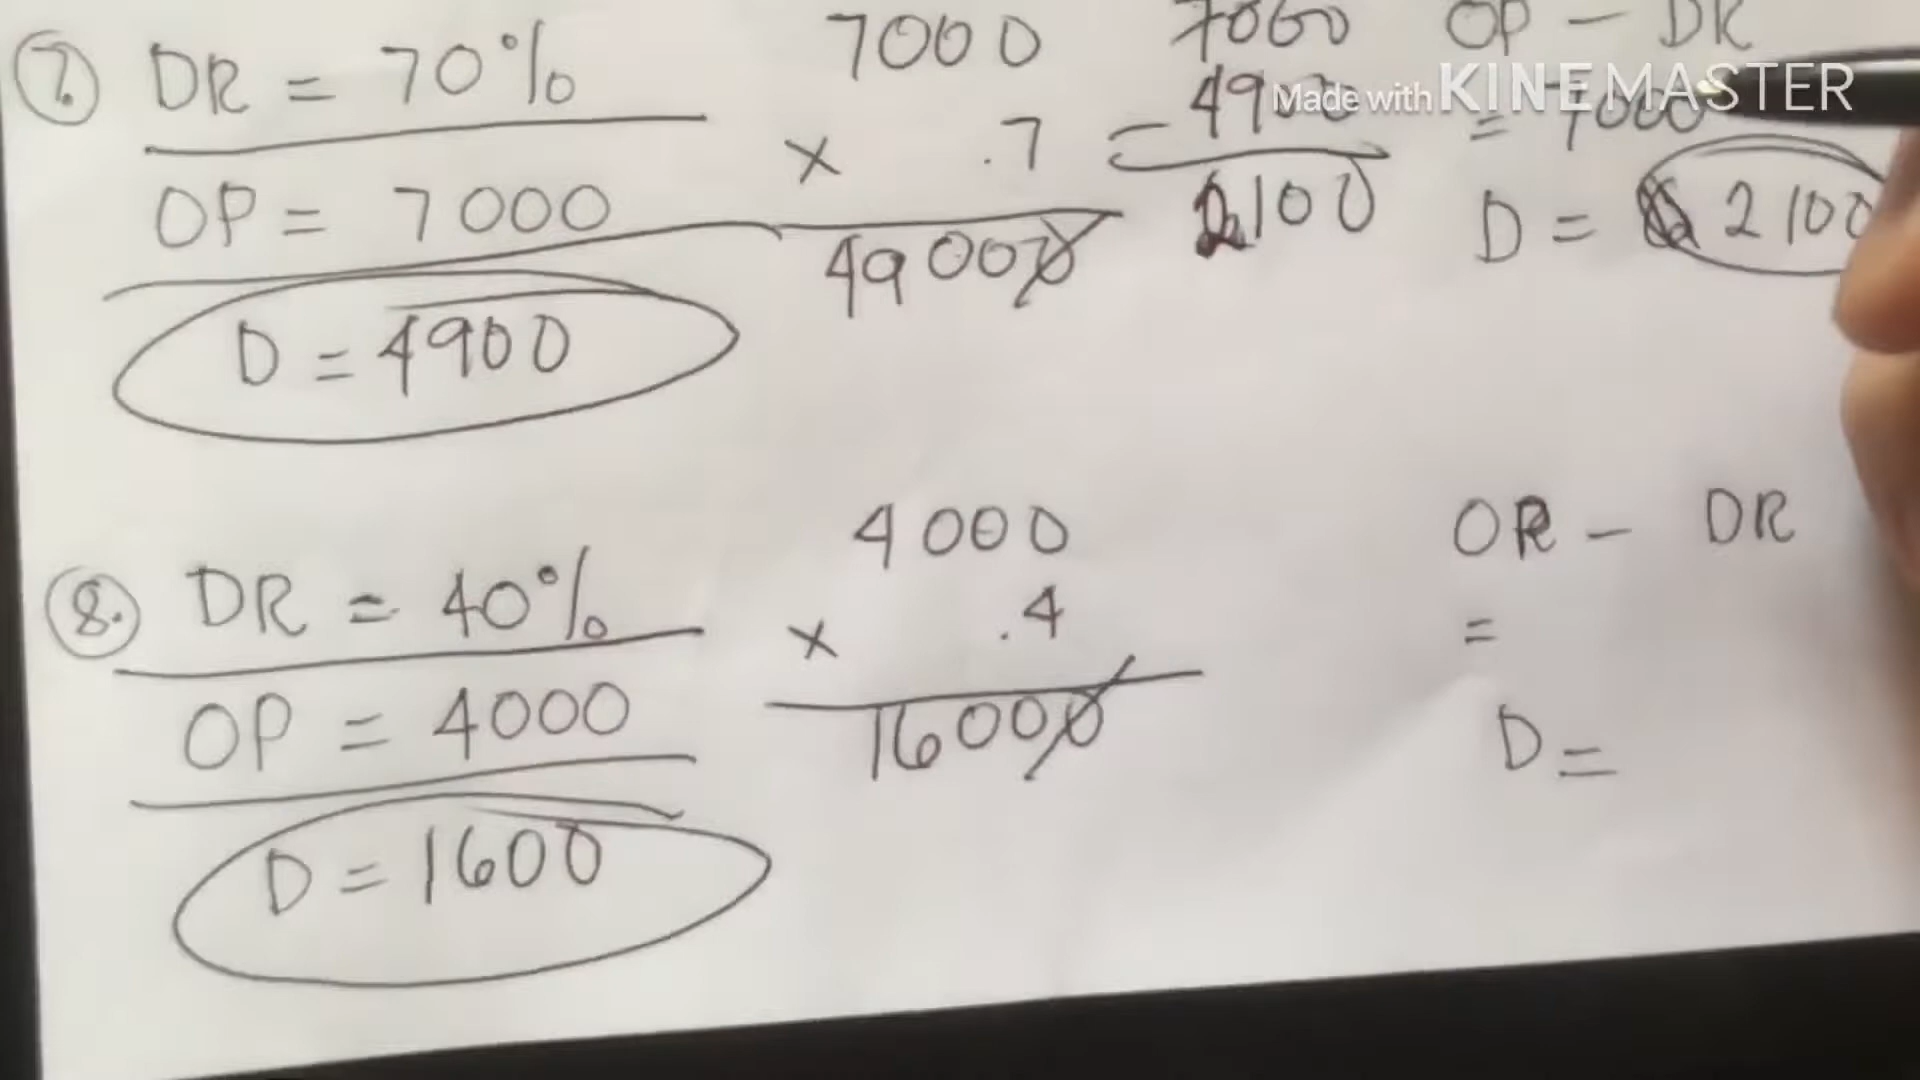 7. DR = 70%
OP = 7000
D = 4900
7000
x .7
49000
7000
- 4900
2100
OP - DR
= 7000
D = 2100
Made with KINEMASTER
8. DR = 40%
OP = 4000
D = 1600
4000
x .4
16000
OR - DR
=
D =